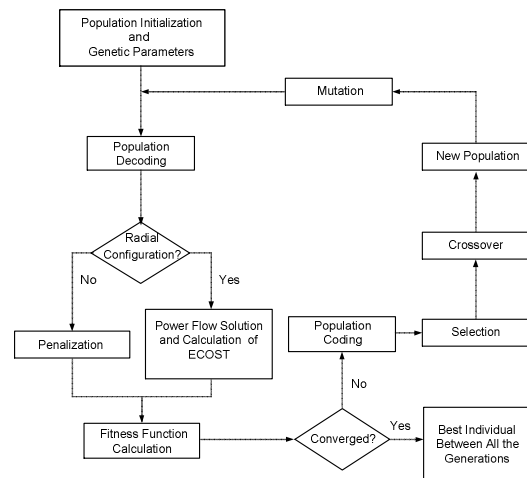 Population Initialization
and
Genetic Parameters
Mutation
Population
Decoding
New Population
Radial
Configuration?
Crossover
No
Yes
Penalization
Power Flow Solution
and Calculation of
ECOST
Population
Coding
Selection
No
Fitness Function
Calculation
Converged?
Yes
Best Individual
Between All the
Generations